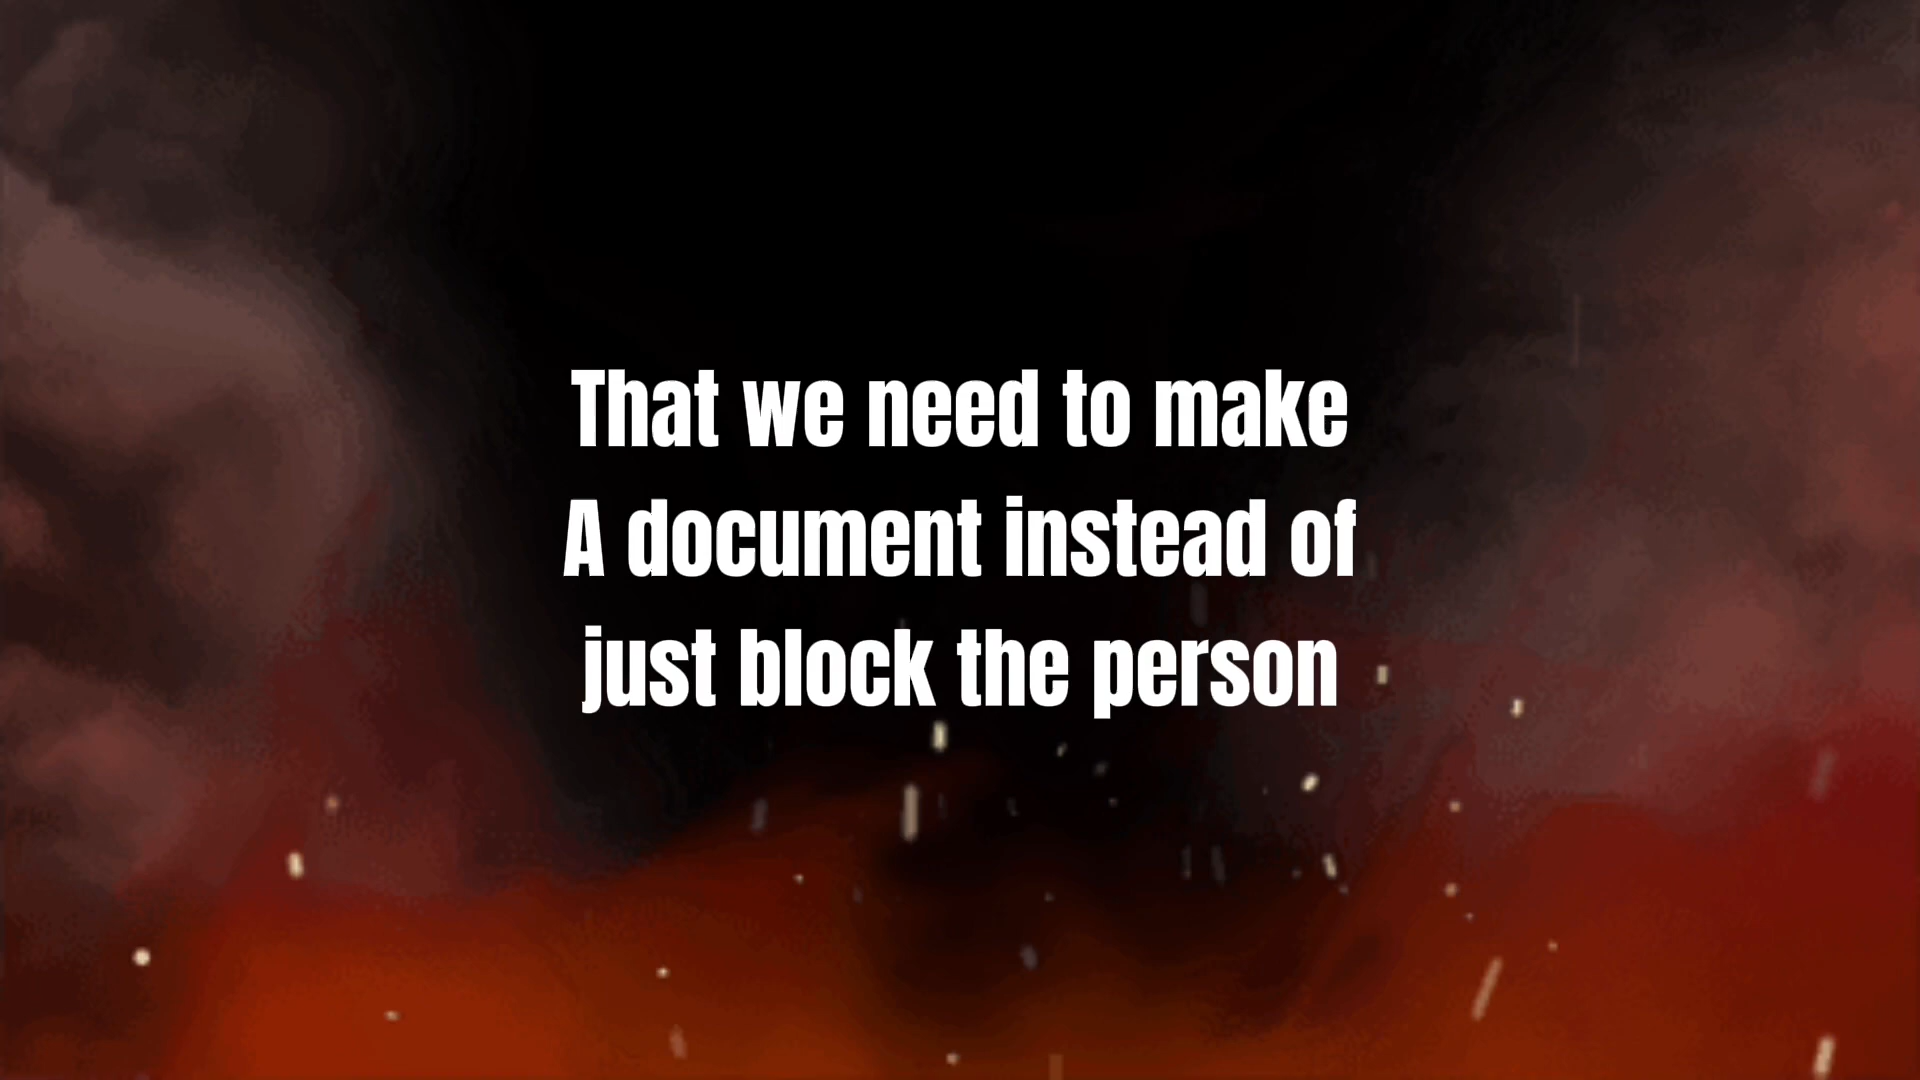 That we need to make
A document instead of
just block the person